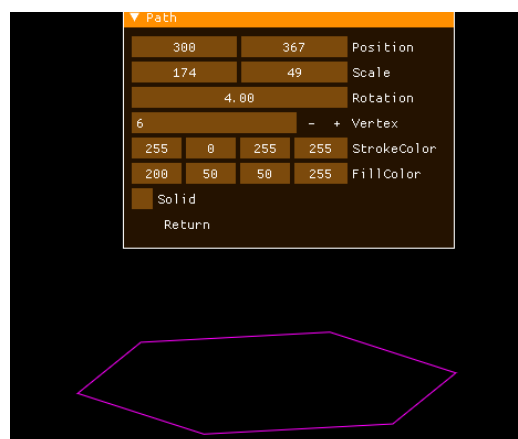 ▼ Path
300 367 Position
174 49 Scale
4.00 Rotation
6 - + Vertex
255 0 255 255 StrokeColor
200 50 50 255 FillColor
Solid
Return